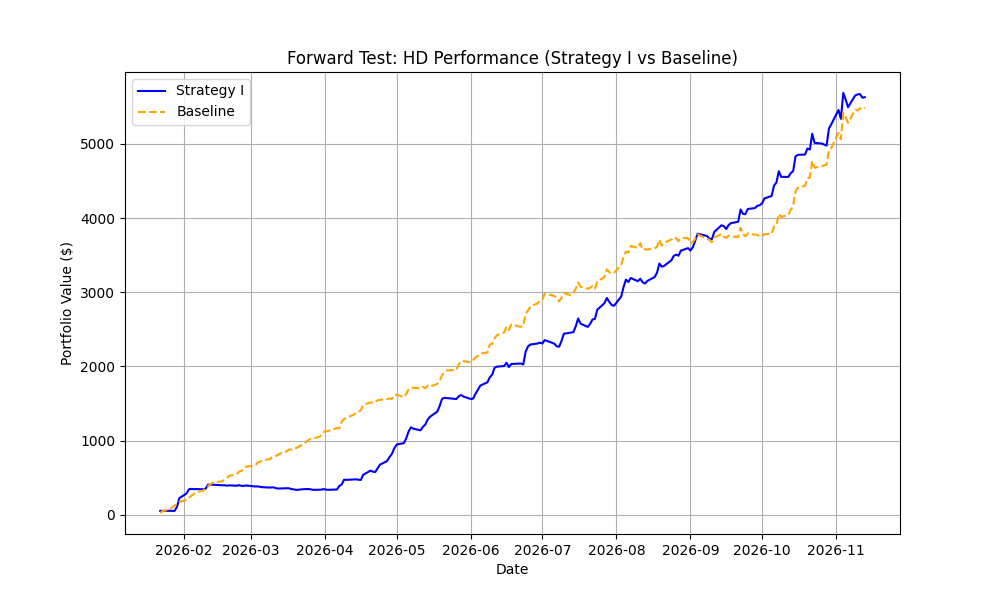 Forward Test: HD Performance (Strategy I vs Baseline)
Strategy I
Baseline
Portfolio Value ($)
5000
4000
3000
2000
1000
0
2026-02 2026-03 2026-04 2026-05 2026-06 2026-07 2026-08 2026-09 2026-10 2026-11
Date